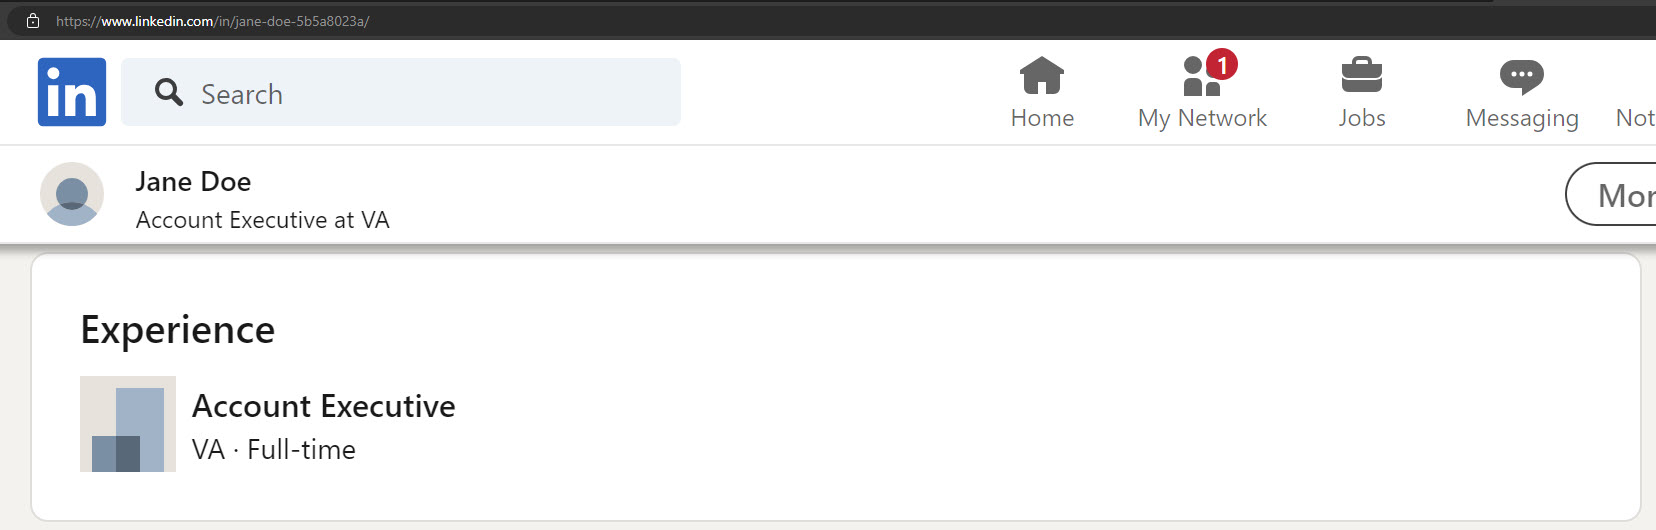 https://www.linkedin.com/in/jane-doe-5b5a8023a/
in
Search
Home
My Network
1
Jobs
Messaging
Not
Jane Doe
Account Executive at VA
Mor
Experience
Account Executive
VA · Full-time